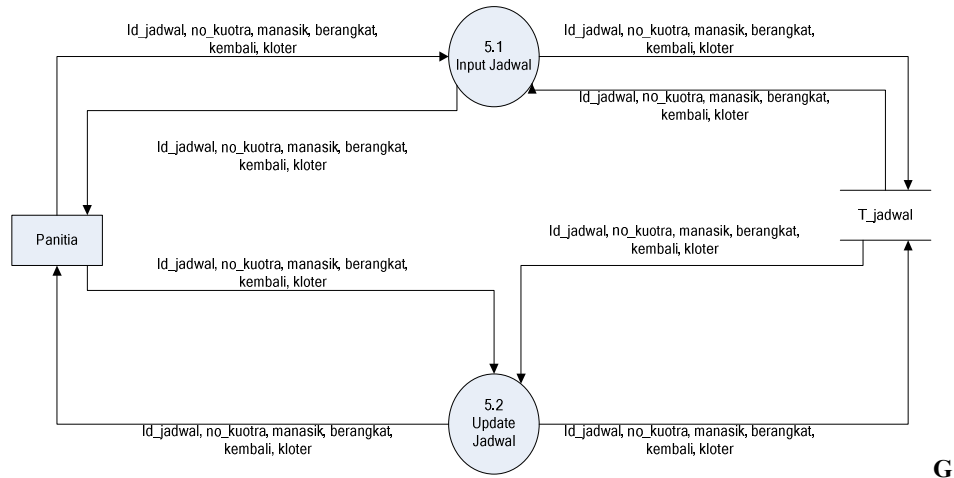 Id_jadwal, no_kuotra, manasik, berangkat,
kembali, kloter
5.1
Input Jadwal
Id_jadwal, no_kuotra, manasik, berangkat,
kembali, kloter
Id_jadwal, no_kuotra, manasik, berangkat,
kembali, kloter
Id_jadwal, no_kuotra, manasik, berangkat,
kembali, kloter
T_jadwal
Panitia
Id_jadwal, no_kuotra, manasik, berangkat,
kembali, kloter
Id_jadwal, no_kuotra, manasik, berangkat,
kembali, kloter
5.2
Update
Jadwal
Id_jadwal, no_kuotra, manasik, berangkat,
kembali, kloter
Id_jadwal, no_kuotra, manasik, berangkat,
kembali, kloter
G